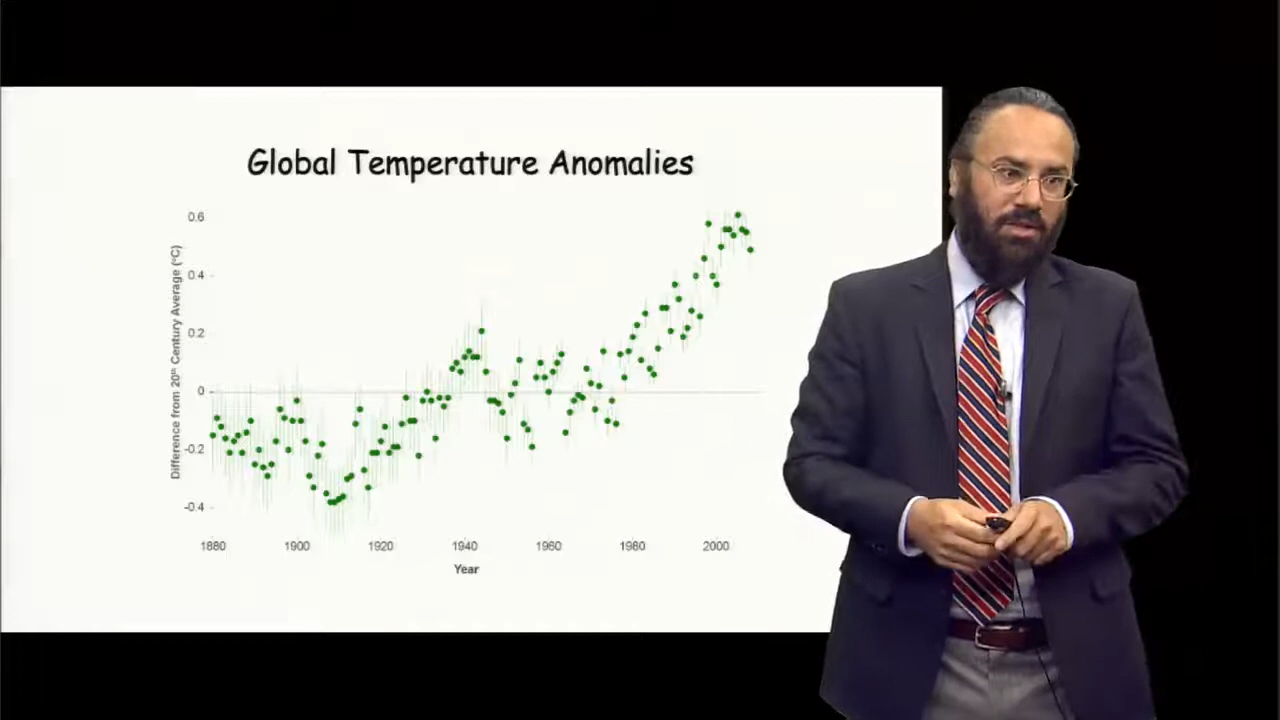 Global Temperature Anomalies
Difference from 20th Century Average (°C)
0.6
0.4
0.2
0
-0.2
-0.4
1880 1900 1920 1940 1960 1980 2000
Year